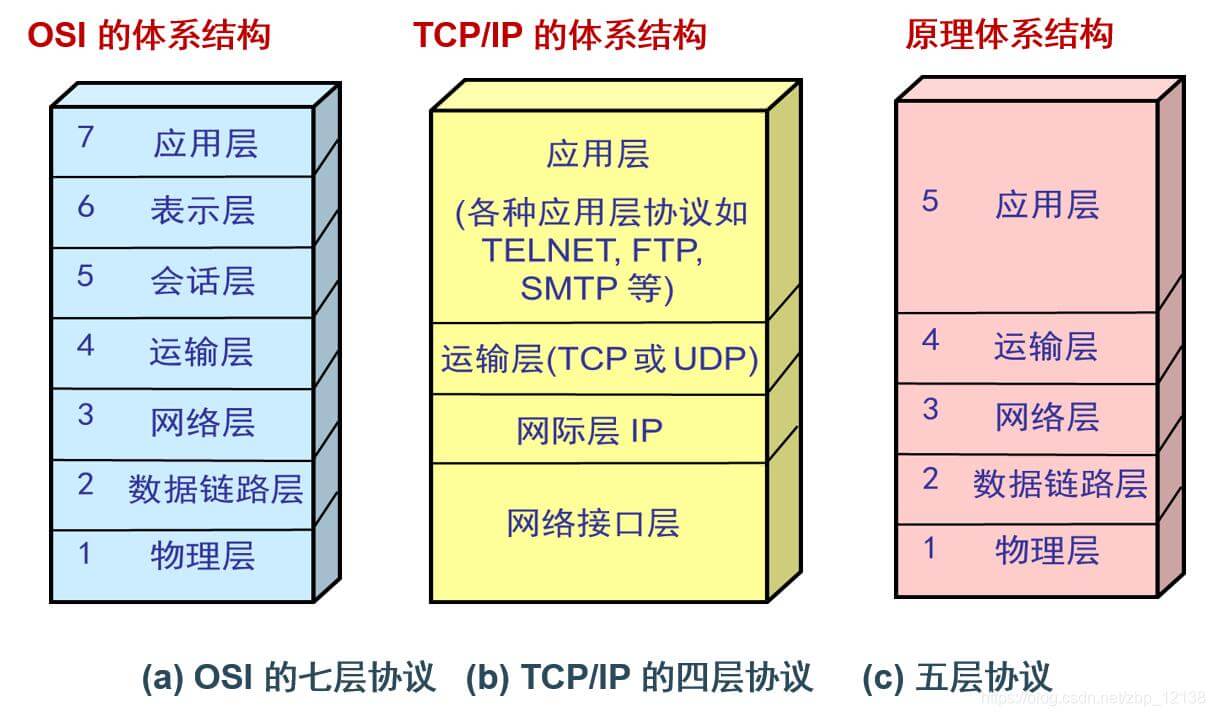 OSI 的体系结构
TCP/IP 的体系结构
原理体系结构
7 应用层
6 表示层
5 会话层
4 运输层
3 网络层
2 数据链路层
1 物理层
应用层
(各种应用层协议如
TELNET, FTP,
SMTP 等)
运输层(TCP或UDP)
网际层 IP
网络接口层
5 应用层
4 运输层
3 网络层
2 数据链路层
1 物理层
(a) OSI 的七层协议
(b) TCP/IP 的四层协议
(c) 五层协议
https://blog.csdn.net/zbp_12138